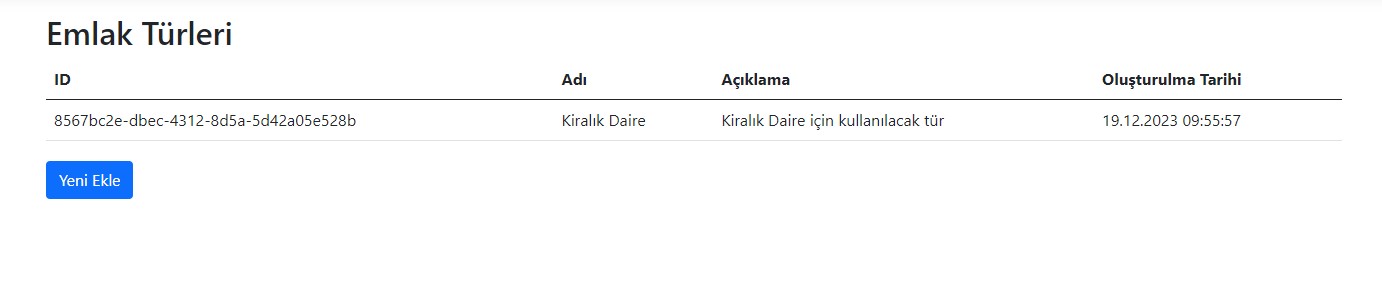 Emlak Türleri
ID Adı Açıklama Oluşturulma Tarihi
8567bc2e-dbec-4312-8d5a-5d42a05e528b Kiralık Daire Kiralık Daire için kullanılacak tür 19.12.2023 09:55:57
Yeni Ekle